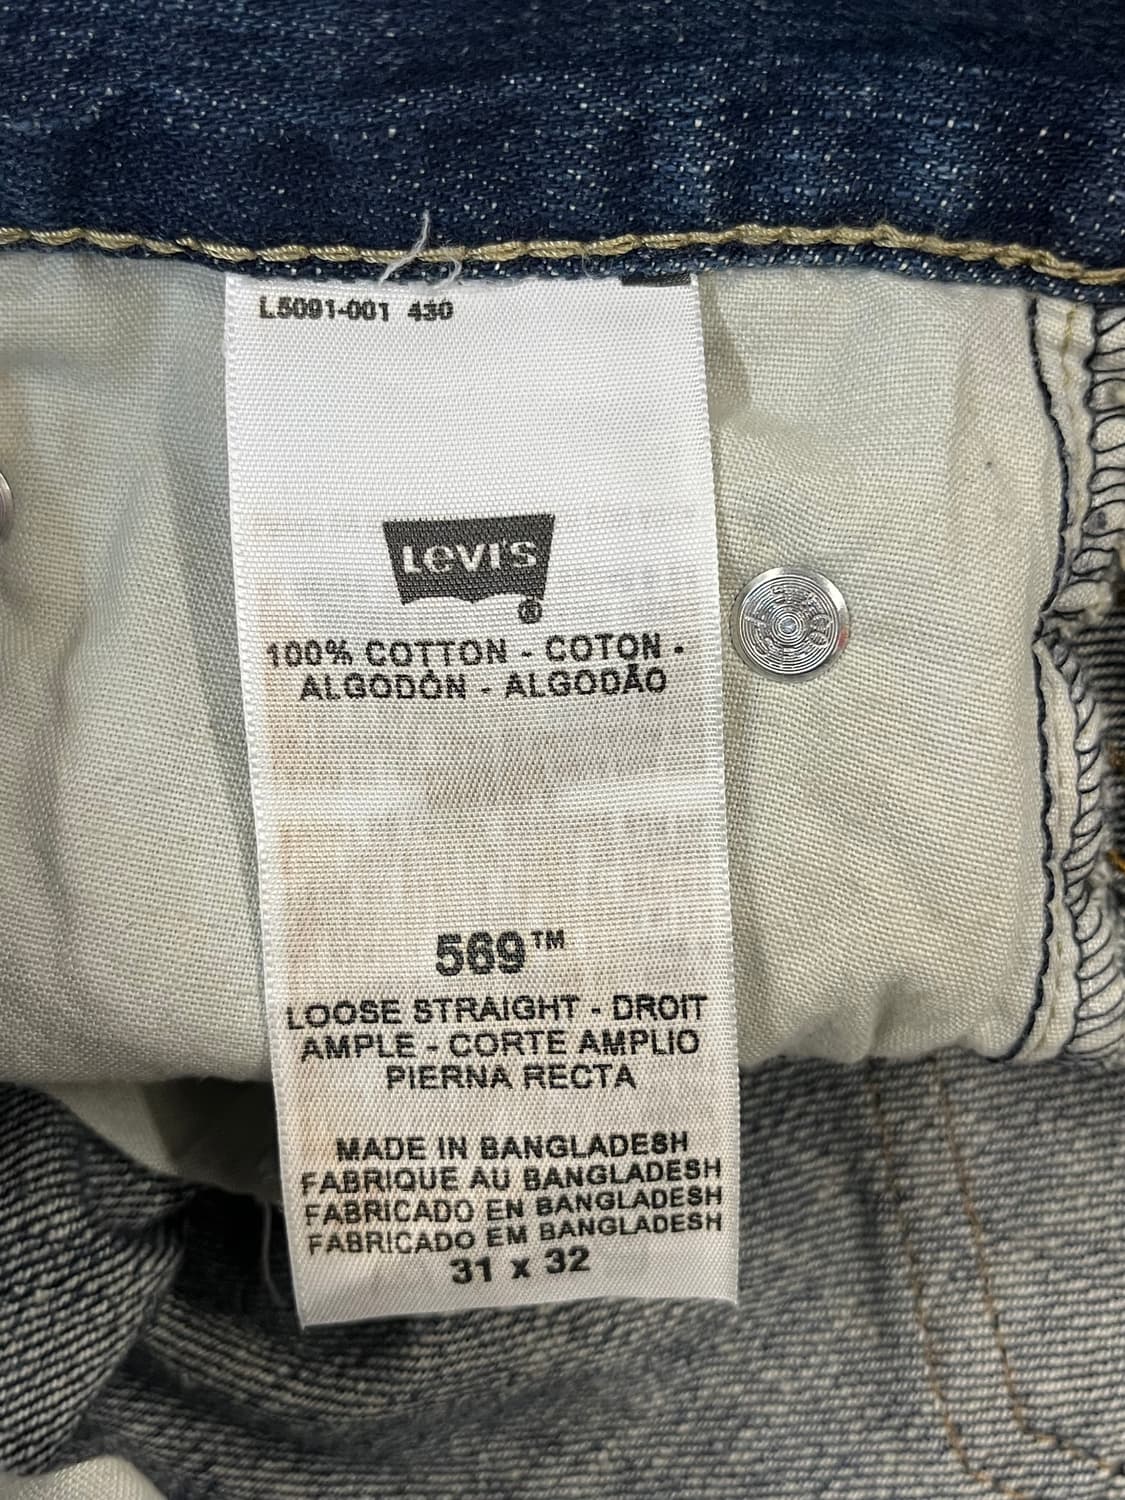 L5091-001 430
LEVI'S
®
100% COTTON - COTON -
ALGODÓN - ALGODÃO
569™
LOOSE STRAIGHT - DROIT
AMPLE - CORTE AMPLIO
PIERNA RECTA
MADE IN BANGLADESH
FABRIQUE AU BANGLADESH
FABRICADO EN BANGLADESH
FABRICADO EM BANGLADESH
31 x 32